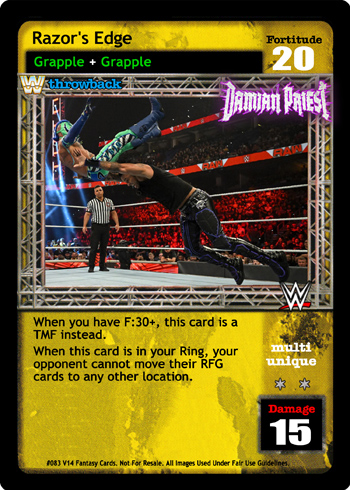 Razor's Edge
Fortitude
20
Grapple + Grapple
W throwback
DAMIAN PRIEST
W
When you have F:30+, this card is a
TMF instead.
When this card is in your Ring, your
opponent cannot move their RFG
cards to any other location.
multi
unique
Damage
15
#083 V14 Fantasy Cards. Not For Resale. All Images Used Under Fair Use Guidelines.